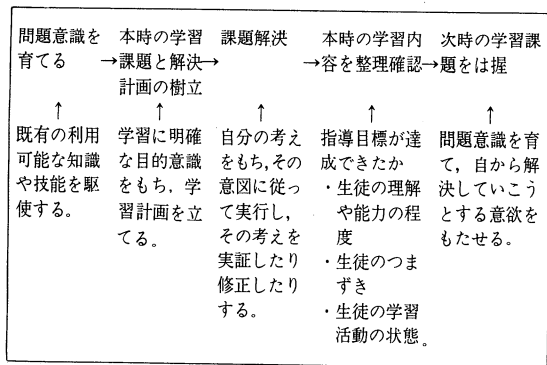 問題意識を
育てる
→
本時の学習
課題と解決
計画の樹立
→
課題解決
→
本時の学習内
容を整理確認
→
次時の学習課
題をは握
↑
↑
↑
↑
↑
既有の利用
可能な知識
や技能を駆
使する。
学習に明確
な目的意識
をもち，学
習計画を立
てる。
自分の考え
をもち，その
意図に従っ
て実行し，
その考えを
実証したり
修正したり
する。
指導目標が達
成できたか
・生徒の理解
や能力の程
度
・生徒のつま
ずき
・生徒の学習
活動の状態。
問題意識を育
て，自から解
決していこう
とする意欲を
もたせる。